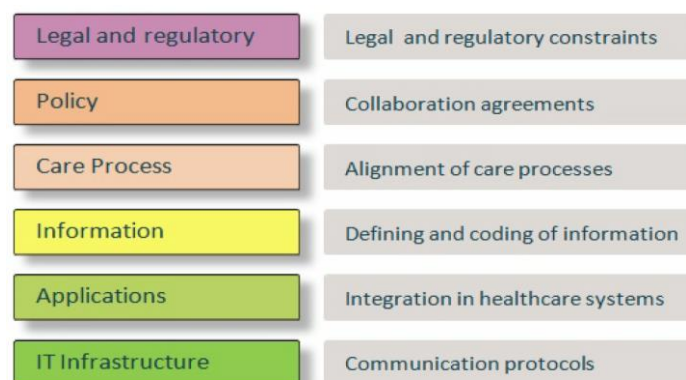 Legal and regulatory
Legal and regulatory constraints
Policy
Collaboration agreements
Care Process
Alignment of care processes
Information
Defining and coding of information
Applications
Integration in healthcare systems
IT Infrastructure
Communication protocols